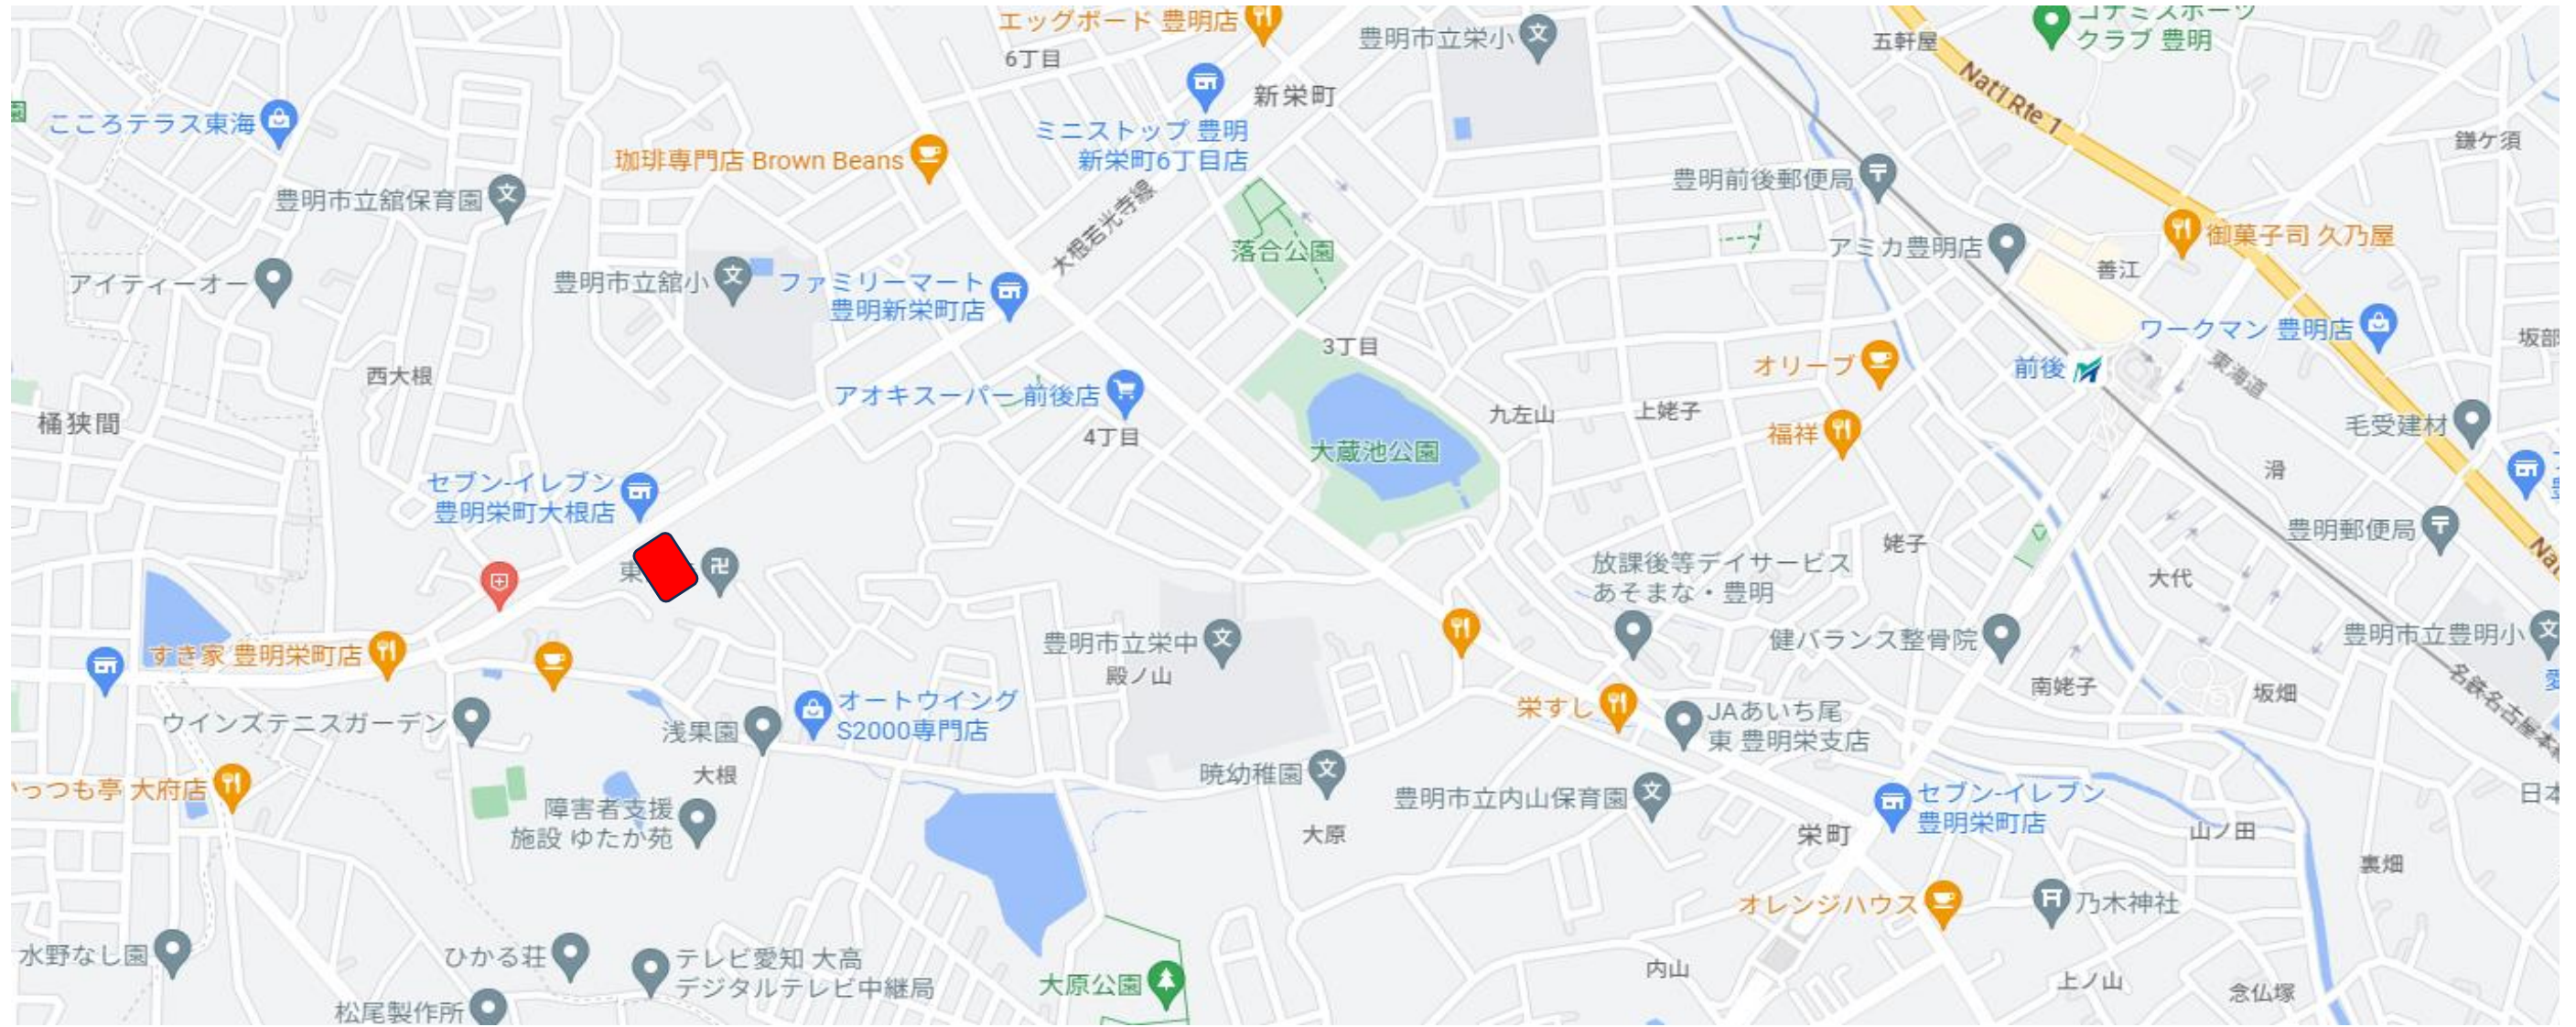 エッグボード 豊明店
6丁目
豊明市立栄小
五軒屋
コナミスポーツ
クラブ 豊明
Nat'l Rte 1
新栄町
ミニストップ 豊明
新栄町6丁目店
こころテラス東海
珈琲専門店 Brown Beans
鎌ケ須
豊明市立舘保育園
大根若光寺線
豊明前後郵便局
落合公園
アミカ豊明店
御菓子司 久乃屋
善江
アイティーオー
豊明市立舘小
ファミリーマート
豊明新栄町店
3丁目
ワークマン 豊明店
坂部
西大根
アオキスーパー 前後店
オリーブ
前後
東海道
桶狭間
4丁目
九左山
上姥子
大蔵池公園
福祥
毛受建材
セブン-イレブン
豊明栄町大根店
滑
豊明郵便局
姥子
Nat
東
放課後等デイサービス
あそまな・豊明
大代
豊明市立栄中
殿ノ山
健バランス整骨院
豊明市立豊明小
すき家 豊明栄町店
南姥子
坂畑
名鉄名古屋本線
ウインズテニスガーデン
浅果園
オートウイング
S2000専門店
栄すし
JAあいち尾
東 豊明栄支店
大根
暁幼稚園
豊明市立内山保育園
っつも亭 大府店
障害者支援
施設 ゆたか苑
大原
栄町
セブン-イレブン
豊明栄町店
山ノ田
日本
裏畑
オレンジハウス
乃木神社
水野なし園
ひかる荘
テレビ愛知 大高
デジタルテレビ中継局
大原公園
内山
上ノ山
念仏塚
松尾製作所